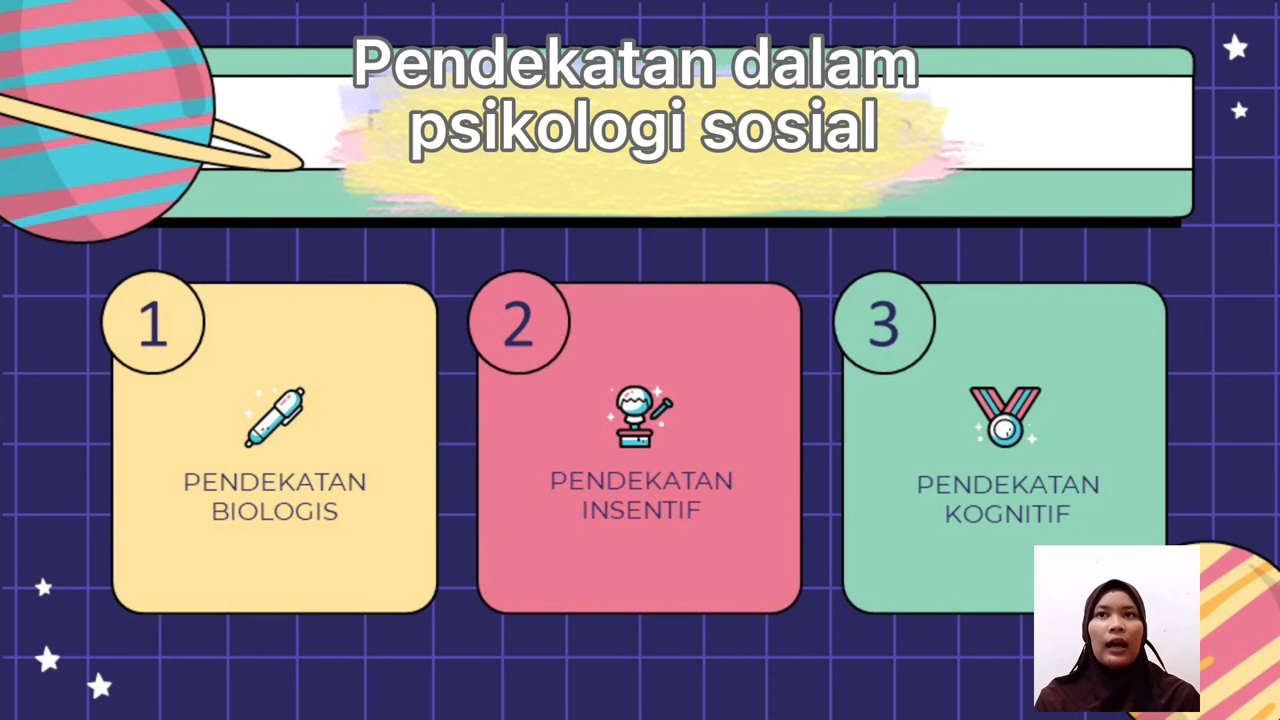 Pendekatan dalam
psikologi sosial
1
PENDEKATAN
BIOLOGIS
2
PENDEKATAN
INSENTIF
3
PENDEKATAN
KOGNITIF